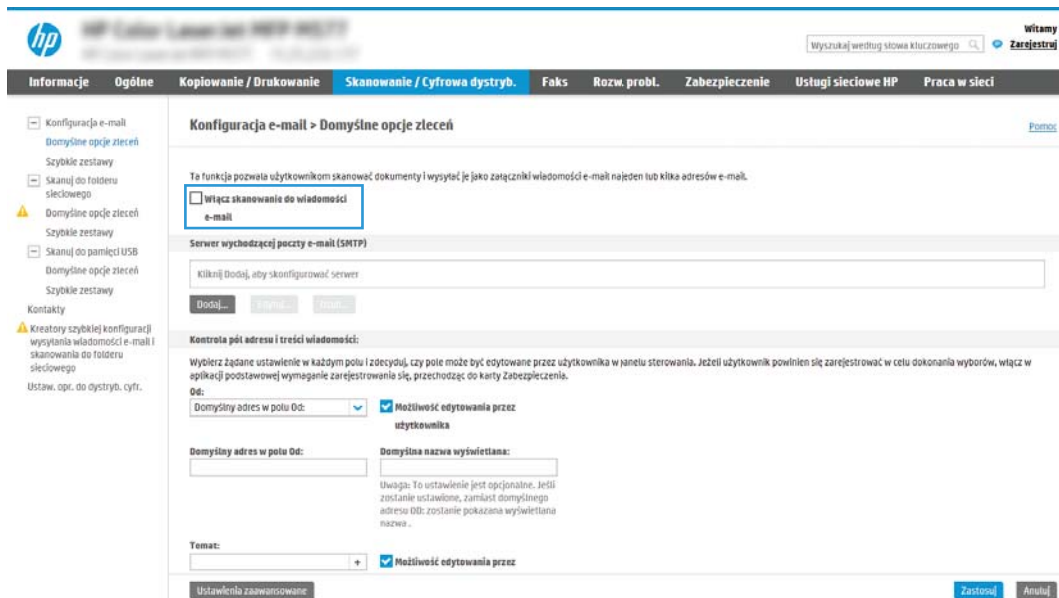 hp
Witamy
Wyszukaj według słowa kluczowego
Zarejestruj
Informacje Ogólne Kopiowanie / Drukowanie Skanowanie / Cyfrowa dystryb. Faks Rozw. probl. Zabezpieczenie Usługi sieciowe HP Praca w sieci
Konfiguracja e-mail
Domyślne opcje zleceń
Szybkie zestawy
Skanuj do folderu
sieciowego
Domyślne opcje zleceń
Szybkie zestawy
Skanuj do pamięci USB
Domyślne opcje zleceń
Szybkie zestawy
Kontakty
Kreatory szybkiej konfiguracji
wysyłania wiadomości e-mail i
skanowania do folderu
sieciowego
Ustaw. opr. do dystryb. cyfr.
Konfiguracja e-mail > Domyślne opcje zleceń
Pomoc
Ta funkcja pozwala użytkownikom skanować dokumenty i wysyłać je jako załączniki wiadomości e-mail najeden lub kilka adresów e-mail.
Włącz skanowanie do wiadomości
e-mail
Serwer wychodzącej poczty e-mail (SMTP)
Kliknij Dodaj, aby skonfigurować serwer
Dodaj...
Kontrola pól adresu i treści wiadomości:
Wybierz żądane ustawienie w każdym polu i zdecyduj, czy pole może być edytowane przez użytkownika w panelu sterowania. Jeżeli użytkownik powinien się zarejestrować w celu dokonania wyborów, włącz w
aplikacji podstawowej wymaganie zarejestrowania się, przechodząc do karty Zabezpieczenia.
Od:
Domyślny adres w polu Od:
Możliwość edytowania przez
użytkownika
Domyślny adres w polu Od:
Domyślna nazwa wyświetlana:
Uwaga: To ustawienie jest opcjonalne. Jeśli
zostanie ustawione, zamiast domyślnego
adresu OD: zostanie pokazana wyświetlana
nazwa .
Temat:
+
Możliwość edytowania przez
Ustawienia zaawansowane
Zastosuj
Anuluj